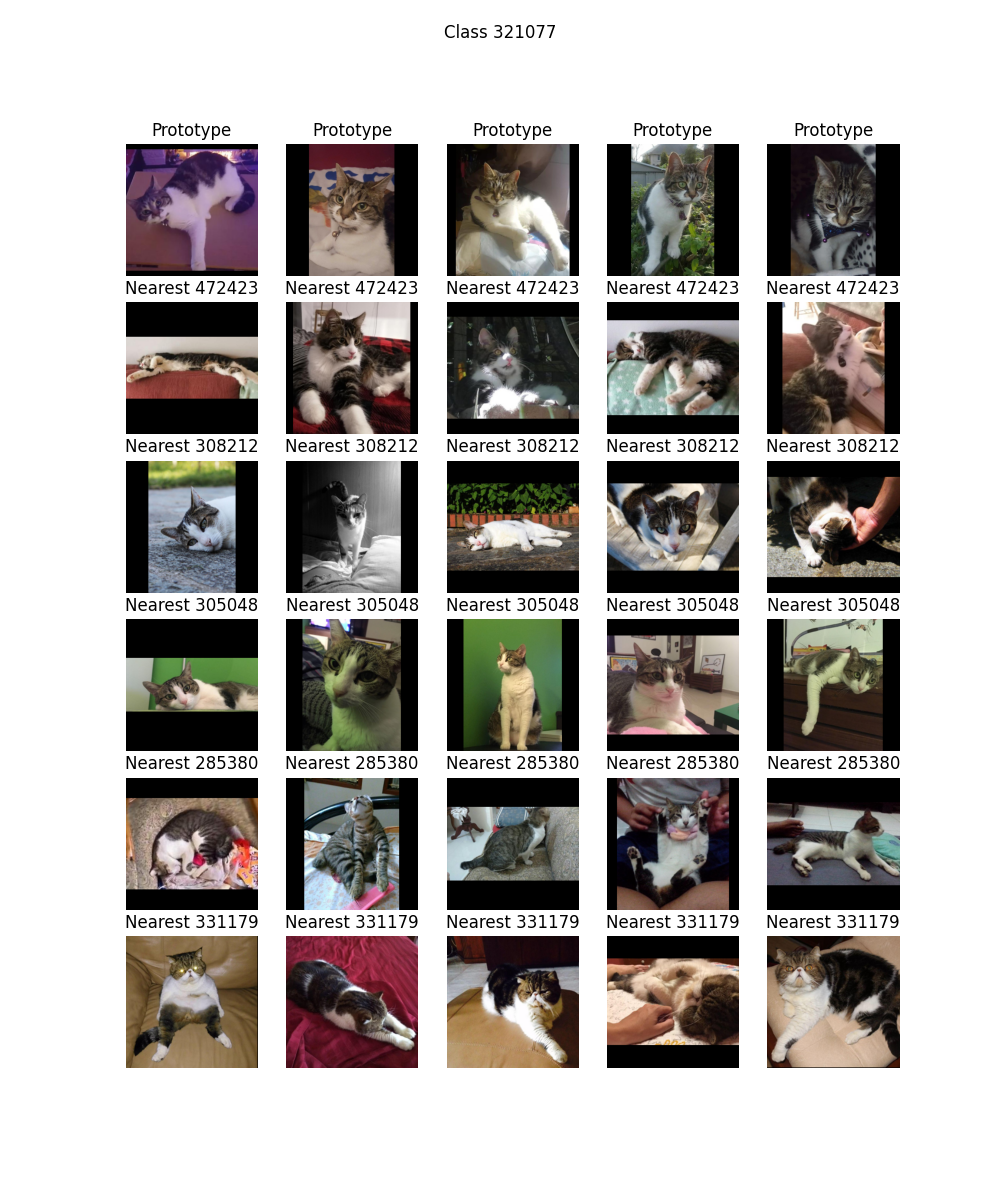 Class 321077
Prototype Prototype Prototype Prototype Prototype
Nearest 472423 Nearest 472423 Nearest 472423 Nearest 472423 Nearest 472423
Nearest 308212 Nearest 308212 Nearest 308212 Nearest 308212 Nearest 308212
Nearest 305048 Nearest 305048 Nearest 305048 Nearest 305048 Nearest 305048
Nearest 285380 Nearest 285380 Nearest 285380 Nearest 285380 Nearest 285380
Nearest 331179 Nearest 331179 Nearest 331179 Nearest 331179 Nearest 331179